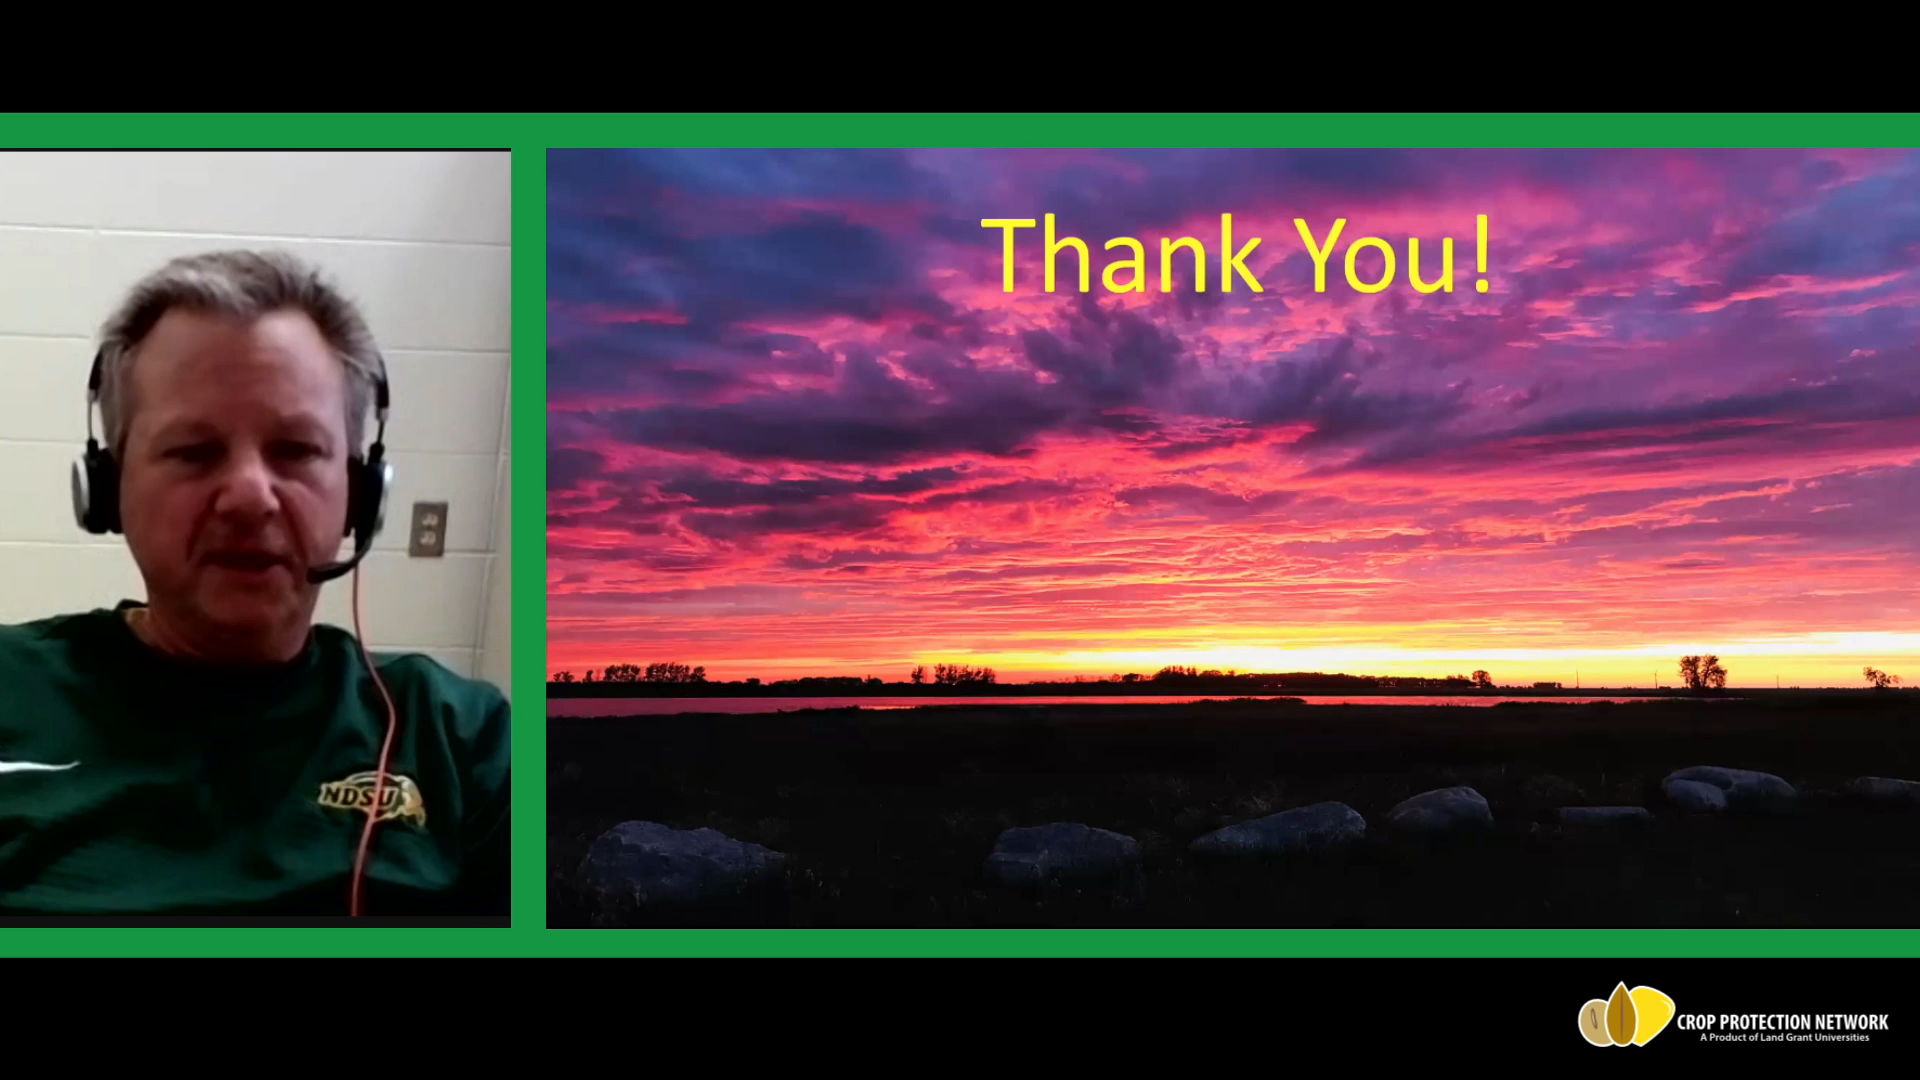 Thank You!
NDSU
CROP PROTECTION NETWORK
A Product of Land Grant Universities